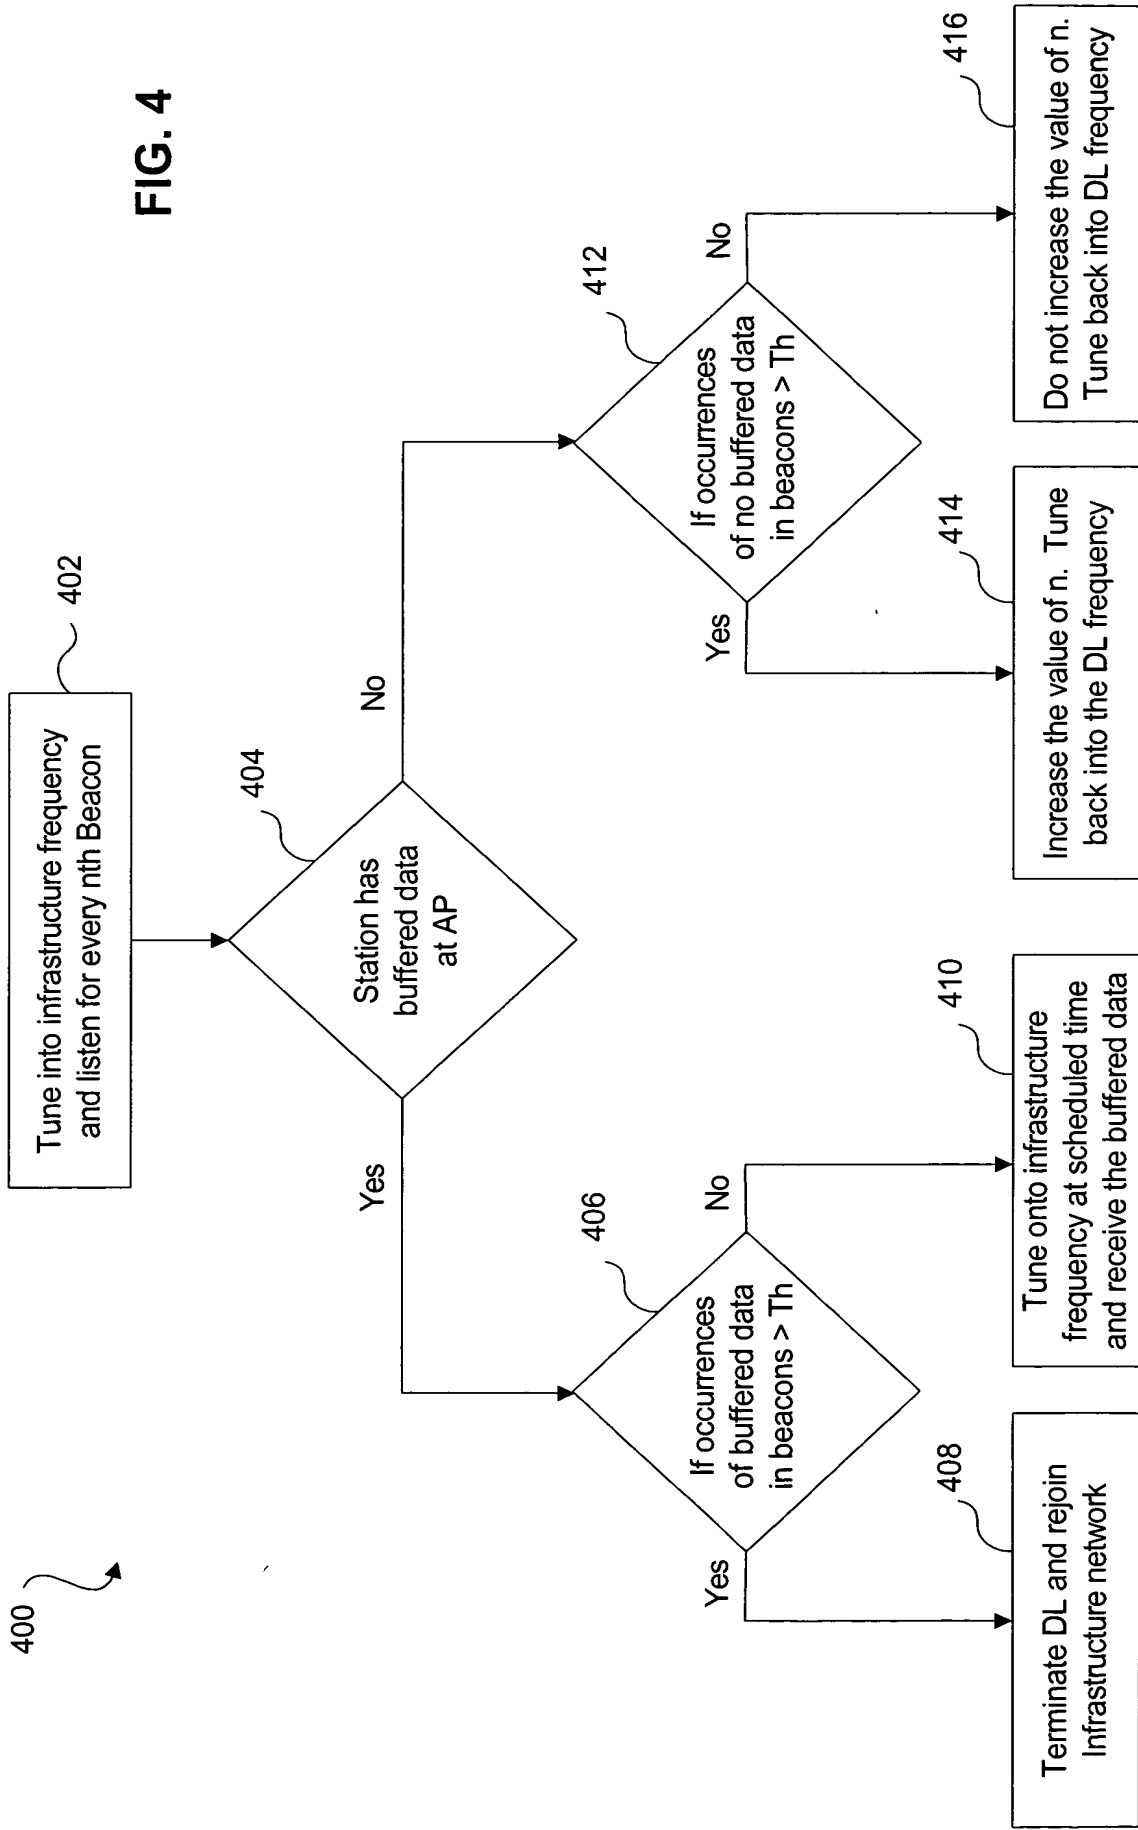 400
FIG. 4
Tune into infrastructure frequency
and listen for every nth Beacon
402
Station has
buffered data
at AP
404
Yes
No
If occurrences
of buffered data
in beacons > Th
406
Yes
No
If occurrences
of no buffered data
in beacons > Th
412
Yes
No
Terminate DL and rejoin
Infrastructure network
408
Tune onto infrastructure
frequency at scheduled time
and receive the buffered data
410
Increase the value of n. Tune
back into the DL frequency
414
Do not increase the value of n.
Tune back into DL frequency
416